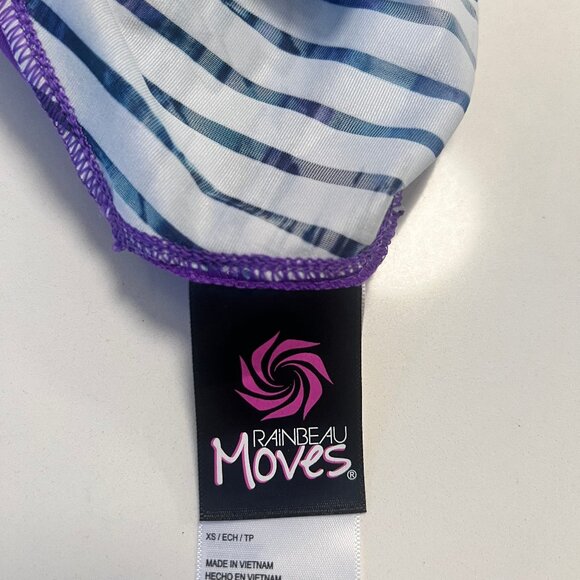 RAiNBEAU
Moves®
XS / ECH / TP
MADE IN VIETNAM
HECHO EN VIETNAM